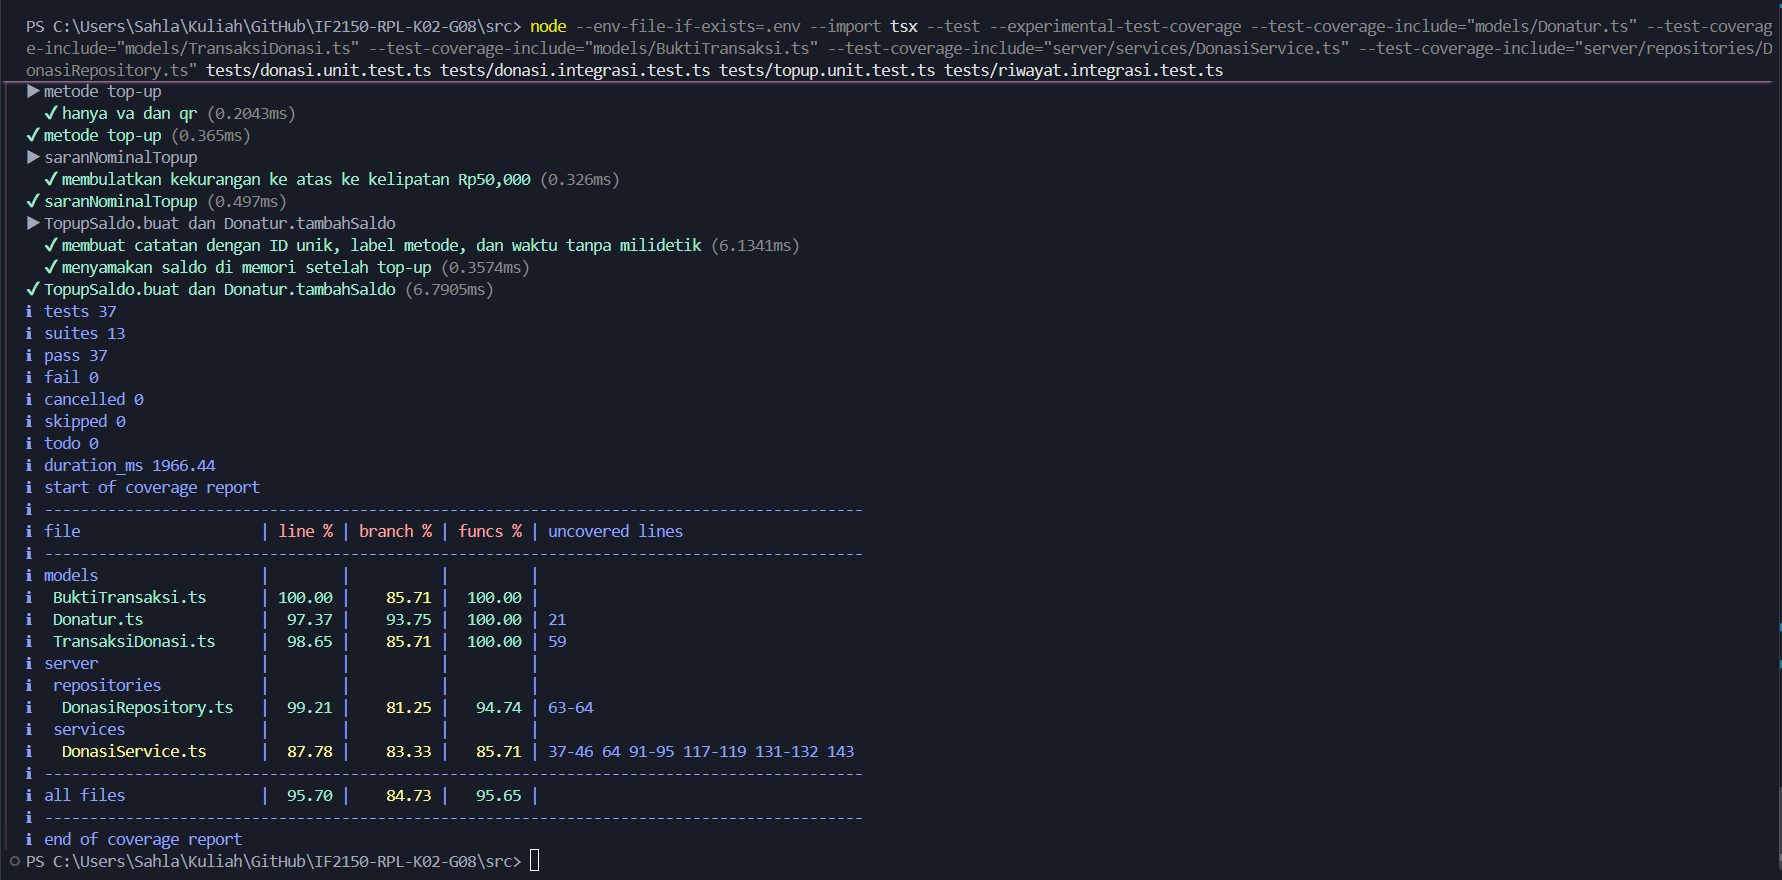 PS C:\Users\Sahla\Kuliah\GitHub\IF2150-RPL-K02-G08\src> node --env-file-if-exists=.env --import tsx --test --experimental-test-coverage --test-coverage-include="models/Donatur.ts" --test-coverag
e-include="models/TransaksiDonasi.ts" --test-coverage-include="models/BuktiTransaksi.ts" --test-coverage-include="server/services/DonasiService.ts" --test-coverage-include="server/repositories/D
onasiRepository.ts" tests/donasi.unit.test.ts tests/donasi.integrasi.test.ts tests/topup.unit.test.ts tests/riwayat.integrasi.test.ts
▶ metode top-up
✔ hanya va dan qr (0.2043ms)
✔ metode top-up (0.365ms)
▶ saranNominalTopup
✔ membulatkan kekurangan ke atas ke kelipatan Rp50,000 (0.326ms)
✔ saranNominalTopup (0.497ms)
▶ TopupSaldo.buat dan Donatur.tambahSaldo
✔ membuat catatan dengan ID unik, label metode, dan waktu tanpa milidetik (6.1341ms)
✔ menyamakan saldo di memori setelah top-up (0.3574ms)
✔ TopupSaldo.buat dan Donatur.tambahSaldo (6.7905ms)
ℹ tests 37
ℹ suites 13
ℹ pass 37
ℹ fail 0
ℹ cancelled 0
ℹ skipped 0
ℹ todo 0
ℹ duration_ms 1966.44
ℹ start of coverage report
ℹ -------------------------------------------------------------------------------------------
ℹ file | line % | branch % | funcs % | uncovered lines
ℹ -------------------------------------------------------------------------------------------
ℹ models | | | |
ℹ BuktiTransaksi.ts | 100.00 | 85.71 | 100.00 |
ℹ Donatur.ts | 97.37 | 93.75 | 100.00 | 21
ℹ TransaksiDonasi.ts | 98.65 | 85.71 | 100.00 | 59
ℹ server | | | |
ℹ repositories | | | |
ℹ DonasiRepository.ts | 99.21 | 81.25 | 94.74 | 63-64
ℹ services | | | |
ℹ DonasiService.ts | 87.78 | 83.33 | 85.71 | 37-46 64 91-95 117-119 131-132 143
ℹ -------------------------------------------------------------------------------------------
ℹ all files | 95.70 | 84.73 | 95.65 |
ℹ -------------------------------------------------------------------------------------------
ℹ end of coverage report
PS C:\Users\Sahla\Kuliah\GitHub\IF2150-RPL-K02-G08\src>